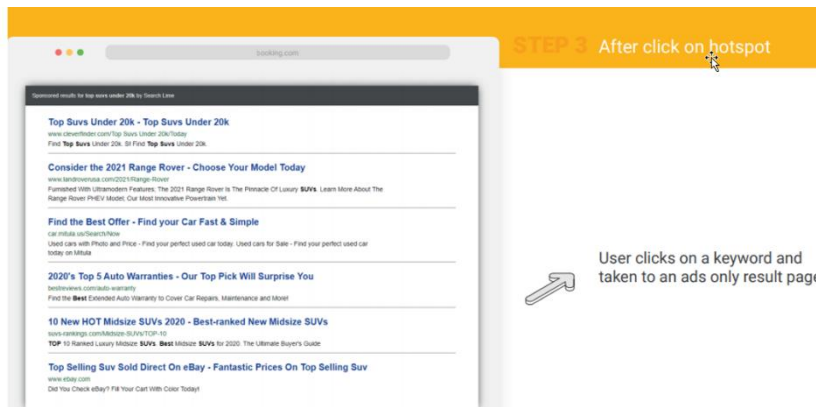 STEP 3 After click on hotspot
booking.com
Sponsored results for top suvs under 20k by Search Lime
Top Suvs Under 20k - Top Suvs Under 20k
www.cleverfinder.com/Top Suvs Under 20k/Today
Find Top Suvs Under 20k. St Find Top Suvs Under 20k.
Consider the 2021 Range Rover - Choose Your Model Today
www.landroverusa.com/2021/Range-Rover
Furnished With Ultramodern Features, The 2021 Range Rover Is The Pinnacle Of Luxury SUVs. Learn More About The
Range Rover PHEV Model, Our Most Innovative Powertrain Yet.
Find the Best Offer - Find your Car Fast & Simple
car.mitula.us/Search/Now
Used cars with Photo and Price - Find your perfect used car today. Used cars for Sale - Find your perfect used car
today on Mitula
2020's Top 5 Auto Warranties - Our Top Pick Will Surprise You
bestreviews.com/auto-warranty
Find the Best Extended Auto Warranty to Cover Car Repairs, Maintenance and More!
10 New HOT Midsize SUVs 2020 - Best-ranked New Midsize SUVs
suvs-rankings.com/Midsize-SUVs/TOP-10
TOP 10 Ranked Luxury Midsize SUVs. Best Midsize SUVs for 2020. The Ultimate Buyer's Guide
Top Selling Suv Sold Direct On eBay - Fantastic Prices On Top Selling Suv
www.ebay.com
Did You Check eBay? Fill Your Cart With Color Today!
User clicks on a keyword and
taken to an ads only result page